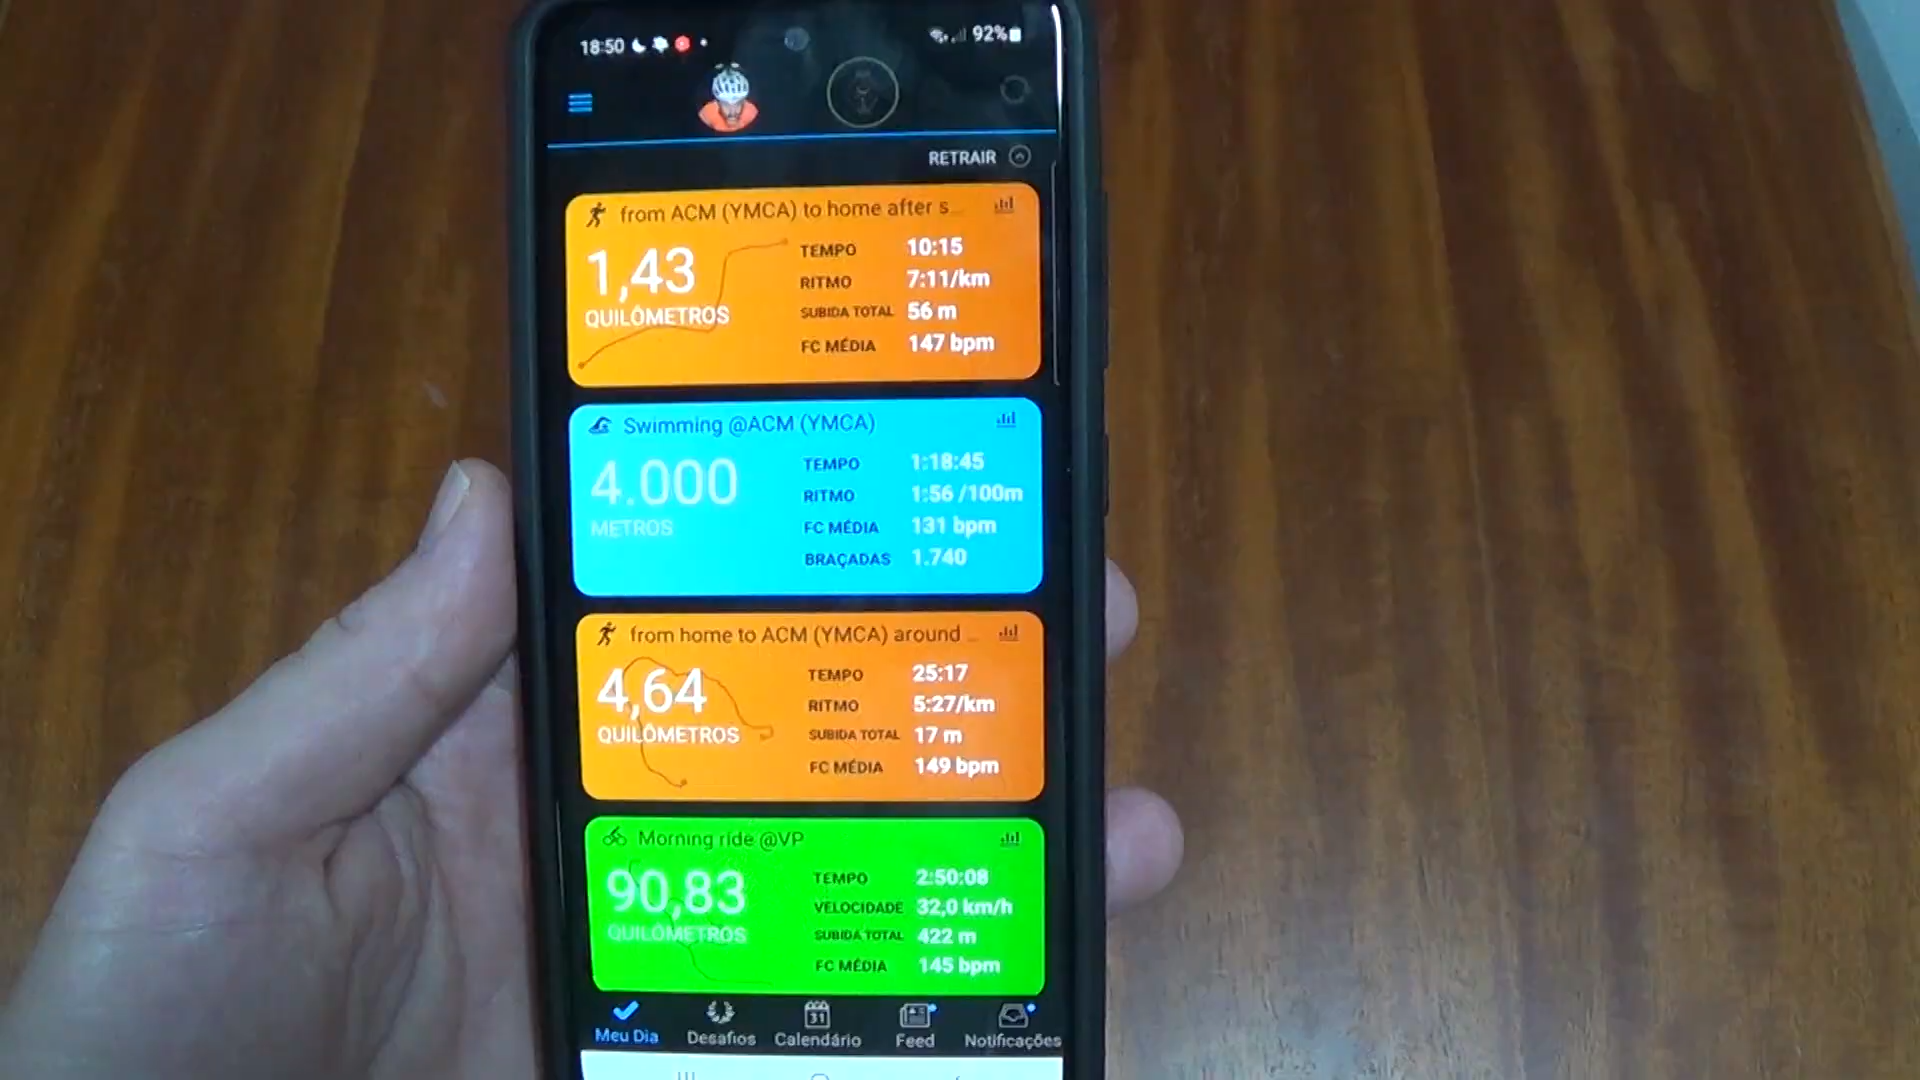 18:50
92%
RETRAIR
from ACM (YMCA) to home after s...
1,43
QUILÔMETROS
TEMPO 10:15
RITMO 7:11/km
SUBIDA TOTAL 56 m
FC MÉDIA 147 bpm
Swimming @ACM (YMCA)
4.000
METROS
TEMPO 1:18:45
RITMO 1:56 /100m
FC MÉDIA 131 bpm
BRAÇADAS 1.740
from home to ACM (YMCA) around ...
4,64
QUILÔMETROS
TEMPO 25:17
RITMO 5:27/km
SUBIDA TOTAL 17 m
FC MÉDIA 149 bpm
Morning ride @VP
90,83
QUILÔMETROS
TEMPO 2:50:08
VELOCIDADE 32,0 km/h
SUBIDA TOTAL 422 m
FC MÉDIA 145 bpm
31
Meu Dia Desafios Calendário Feed Notificações